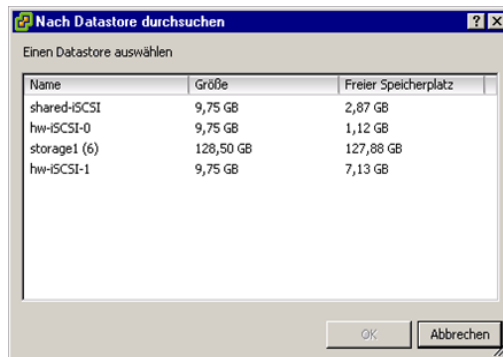 Nach Datastore durchsuchen
Einen Datastore auswählen
Name Größe Freier Speicherplatz
shared-iSCSI 9,75 GB 2,87 GB
hw-iSCSI-0 9,75 GB 1,12 GB
storage1 (6) 128,50 GB 127,88 GB
hw-iSCSI-1 9,75 GB 7,13 GB
OK Abbrechen